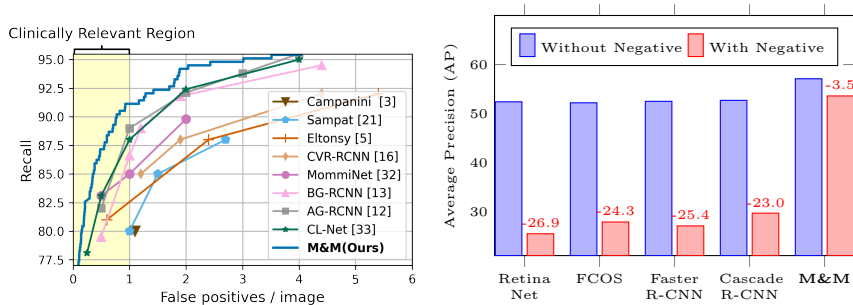 Clinically Relevant Region
95.0
92.5
90.0
87.5
85.0
82.5
80.0
77.5
Recall
0
1
2
3
4
5
6
False positives / image
Campanini [3]
Sampat [21]
Eltonsy [5]
CVR-RCNN [16]
MommiNet [32]
BG-RCNN [13]
AG-RCNN [12]
CL-Net [33]
M&M(Ours)
Without Negative
With Negative
60
50
40
30
Average Precision (AP)
-26.9
-24.3
-25.4
-23.0
-3.5
Retina
Net
FCOS
Faster
R-CNN
Cascade
R-CNN
M&M